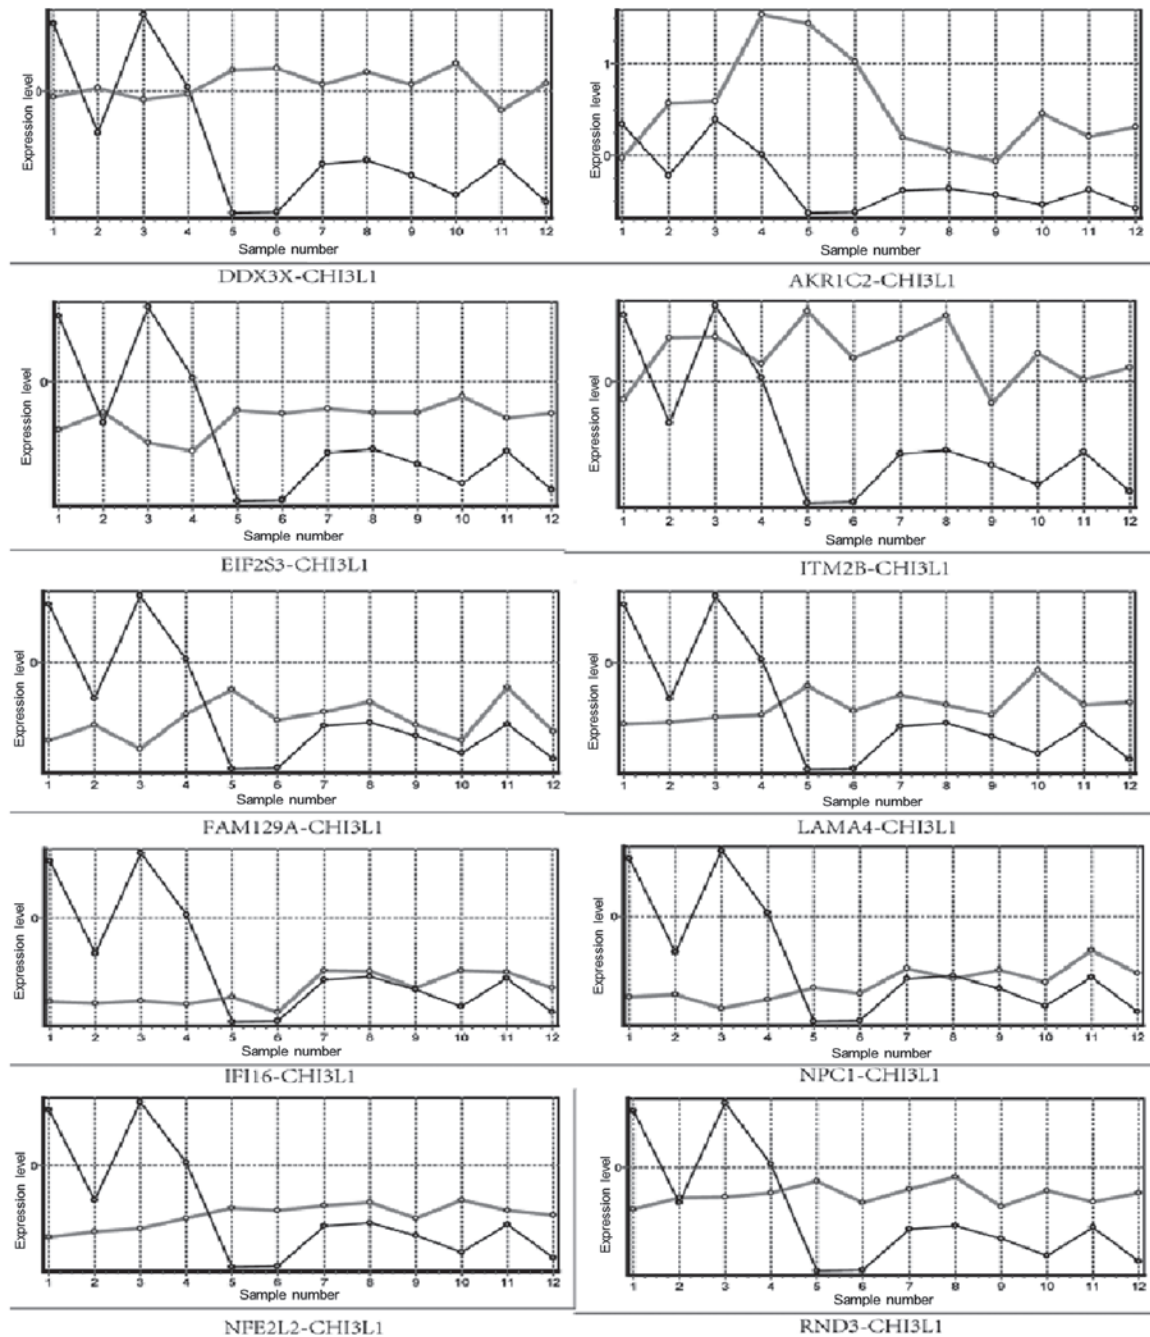 Expression level
0
1 2 3 4 5 6 7 8 9 10 11 12
Sample number
DDX3X-CHI3L1
Expression level
1
0
1 2 3 4 5 6 7 8 9 10 11 12
Sample number
AKR1C2-CHI3L1
Expression level
0
1 2 3 4 5 6 7 8 9 10 11 12
Sample number
EIF2S3-CHI3L1
Expression level
0
1 2 3 4 5 6 7 8 9 10 11 12
Sample number
ITM2B-CHI3L1
Expression level
0
1 2 3 4 5 6 7 8 9 10 11 12
Sample number
FAM129A-CHI3L1
Expression level
0
1 2 3 4 5 6 7 8 9 10 11 12
Sample number
LAMA4-CHI3L1
Expression level
0
1 2 3 4 5 6 7 8 9 10 11 12
Sample number
IFI16-CHI3L1
Expression level
0
1 2 3 4 5 6 7 8 9 10 11 12
Sample number
NPC1-CHI3L1
Expression level
0
1 2 3 4 5 6 7 8 9 10 11 12
Sample number
NFE2L2-CHI3L1
Expression level
0
1 2 3 4 5 6 7 8 9 10 11 12
Sample number
RND3-CHI3L1